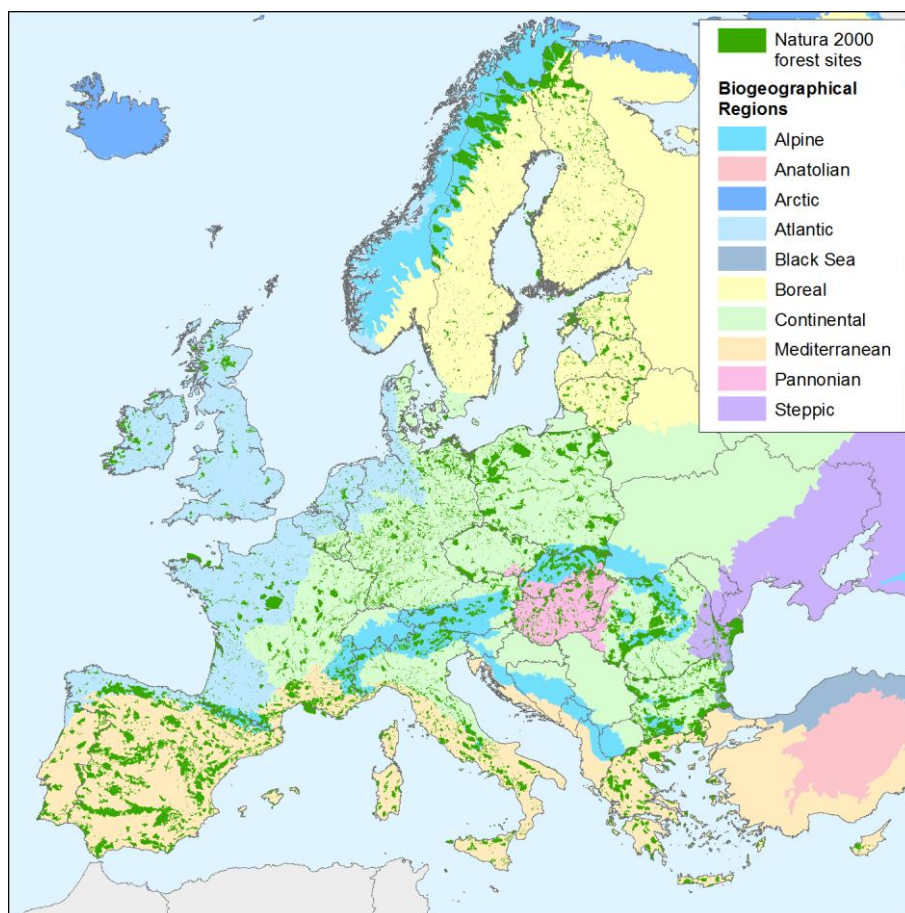 Natura 2000
forest sites
Biogeographical
Regions
Alpine
Anatolian
Arctic
Atlantic
Black Sea
Boreal
Continental
Mediterranean
Pannonian
Steppic